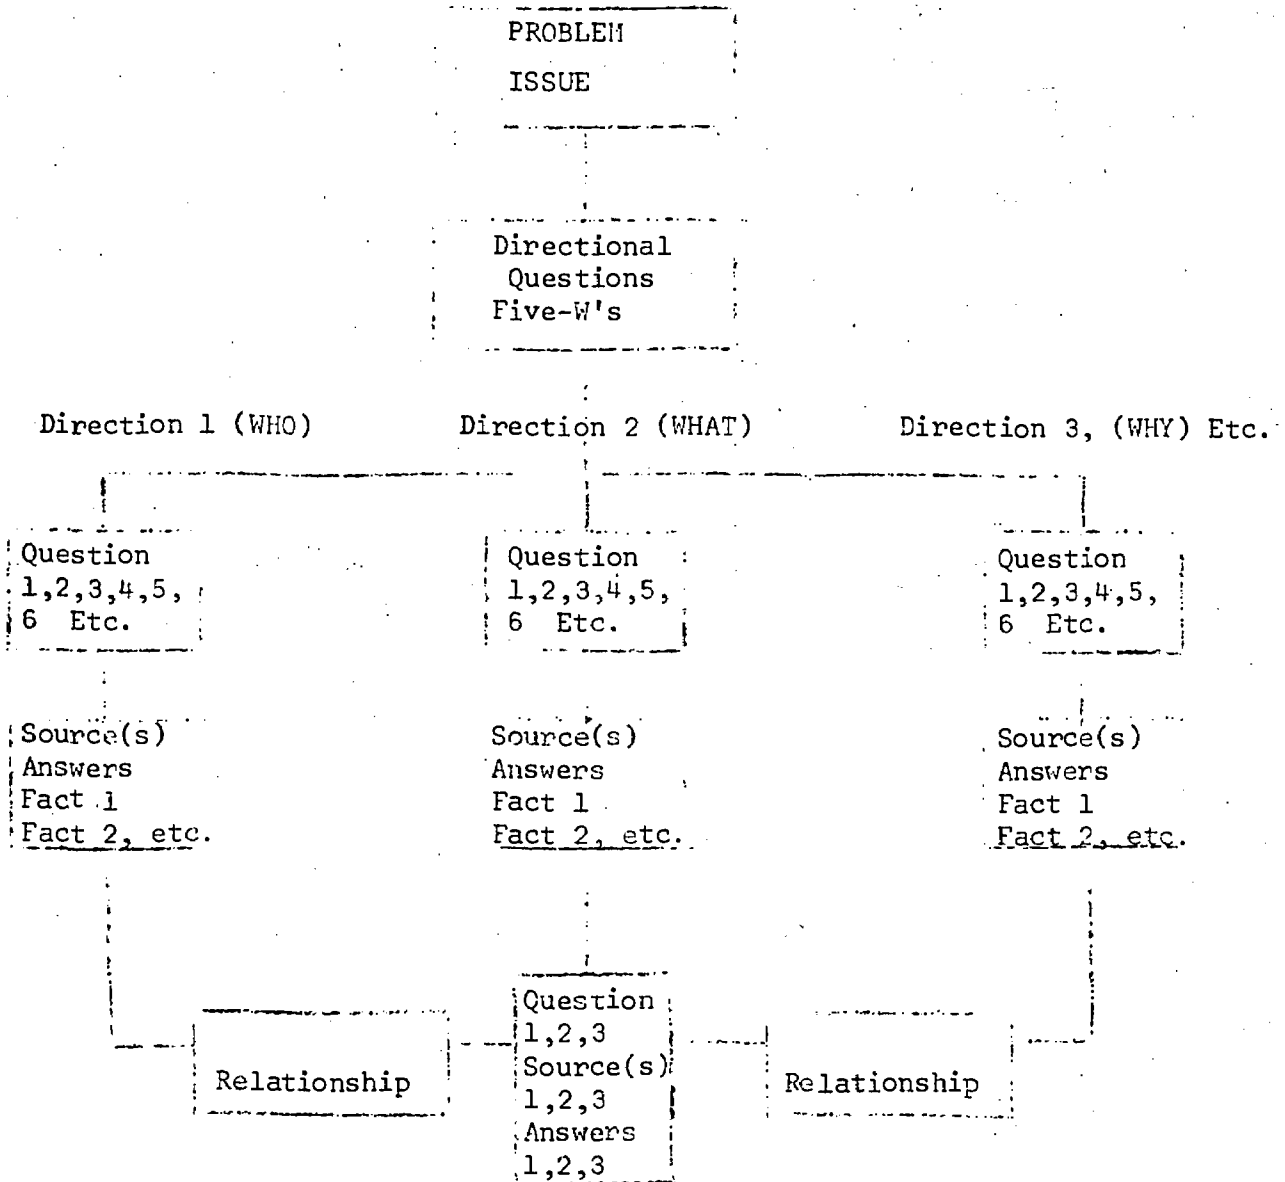 PROBLEM
ISSUE
Directional
Questions
Five-W's
Direction 1 (WHO)
Direction 2 (WHAT)
Direction 3, (WHY) Etc.
Question
1,2,3,4,5,
6 Etc.
Question
1,2,3,4,5,
6 Etc.
Question
1,2,3,4,5,
6 Etc.
Source(s)
Answers
Fact 1
Fact 2, etc.
Source(s)
Answers
Fact 1
Fact 2, etc.
Source(s)
Answers
Fact 1
Fact 2, etc.
Relationship
Question
1,2,3
Source(s)
1,2,3
Answers
1,2,3
Relationship